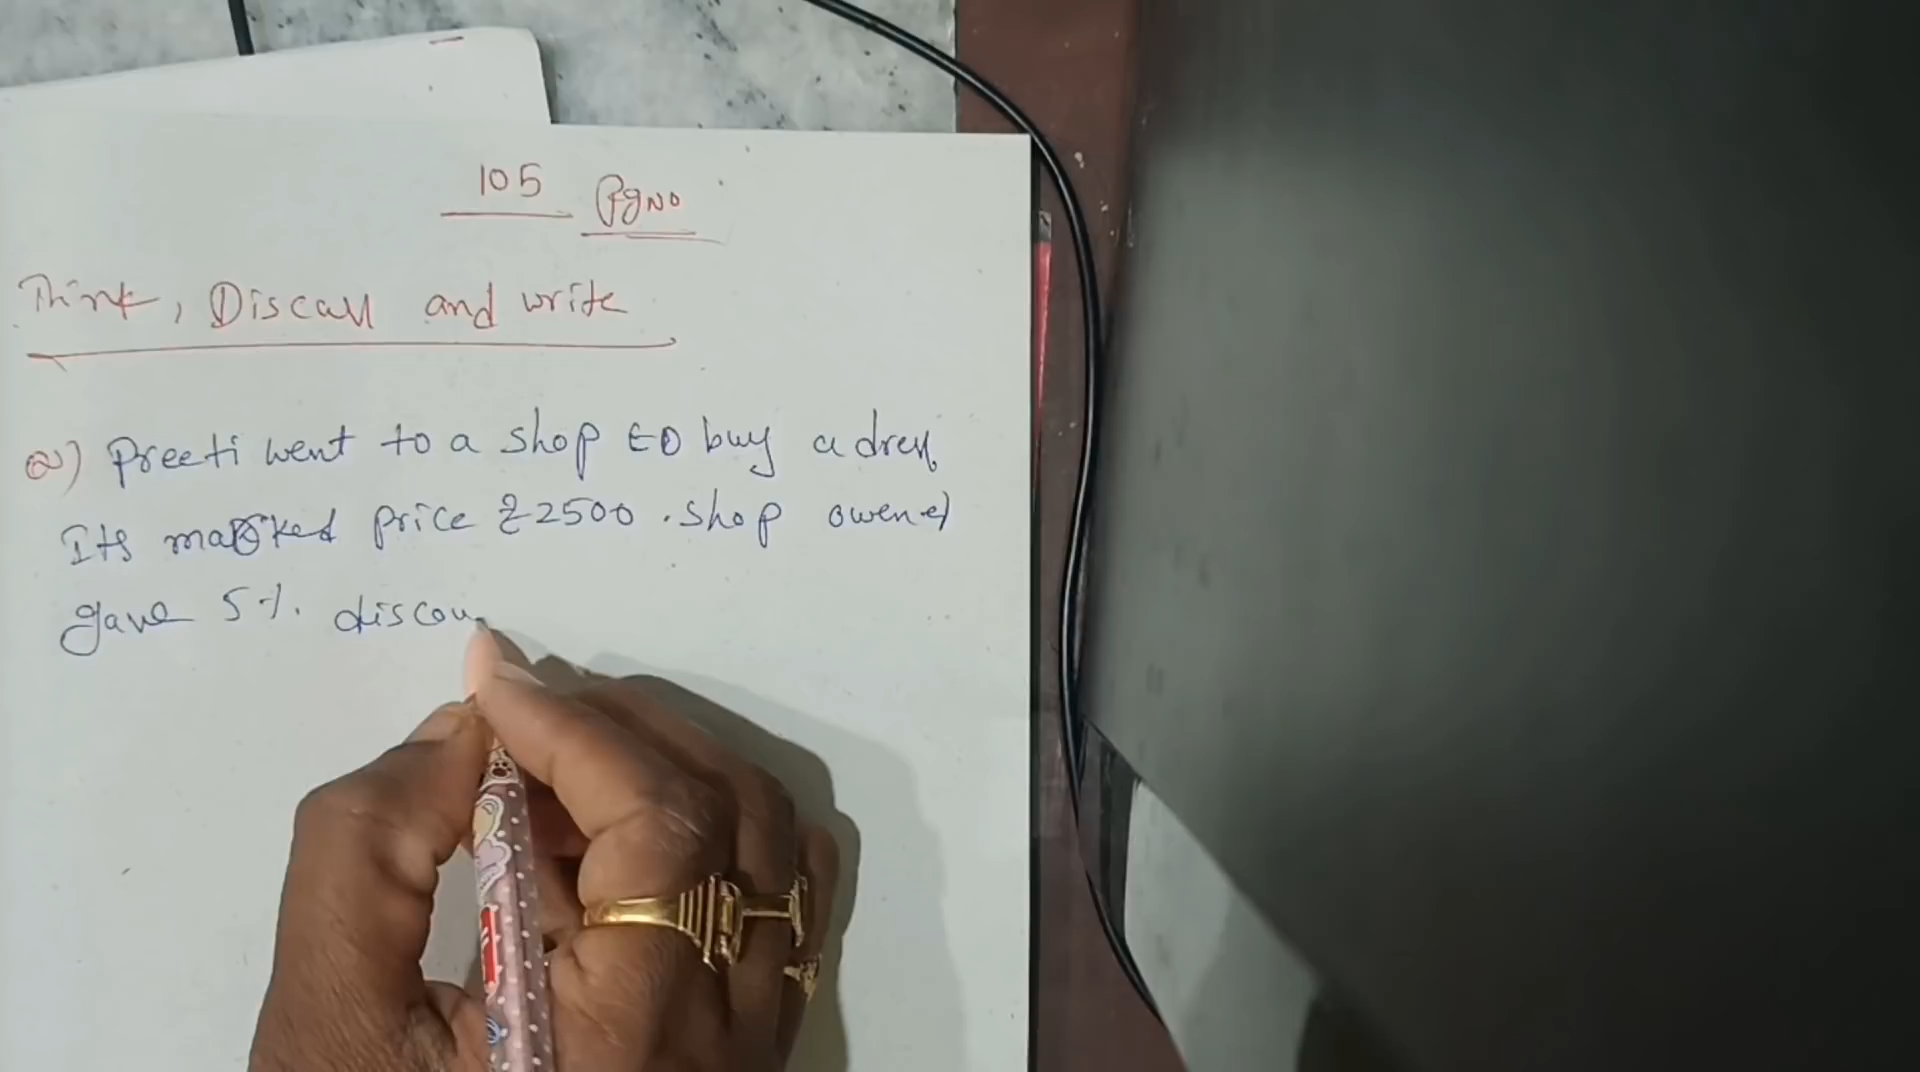 105 Pg No
Think, Discuss and write
Q) Preeti went to a shop to buy a dress,
Its marked price ₹2500. Shop owener
gave 5%. discou